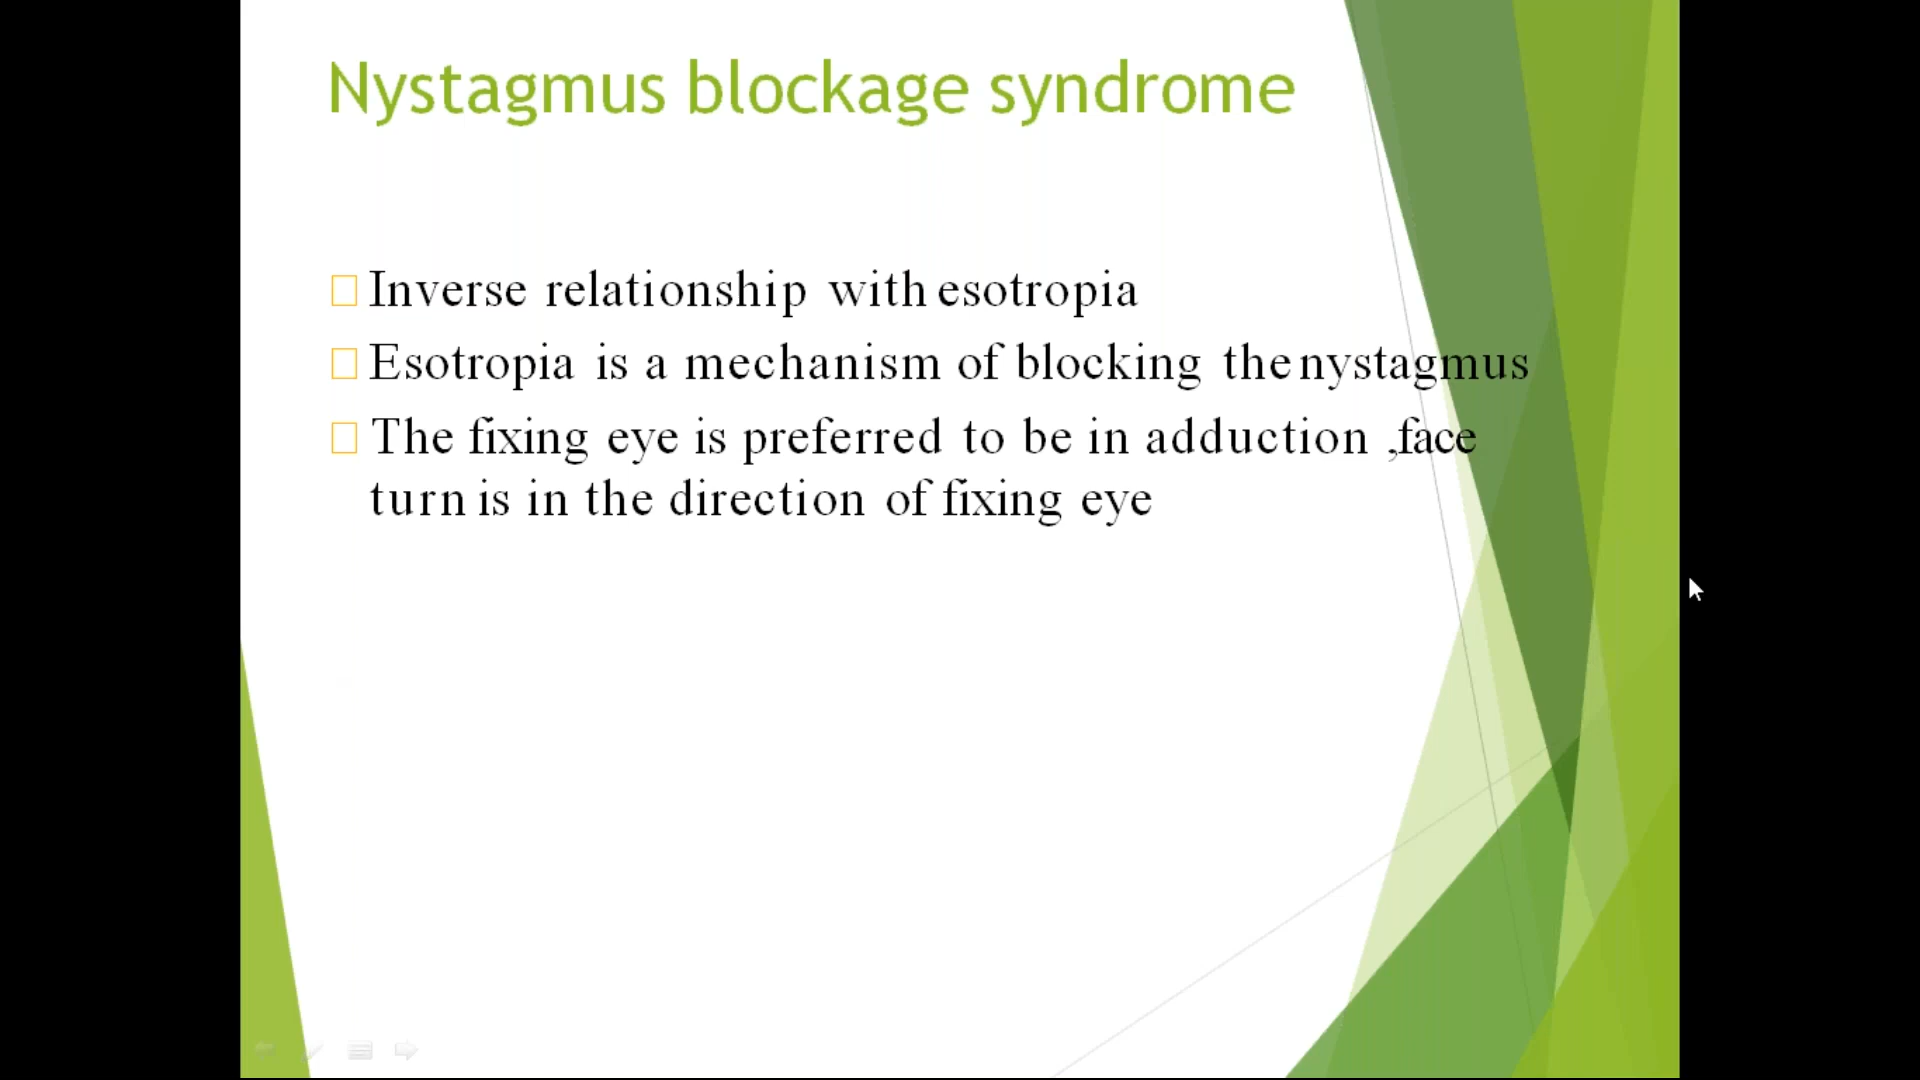 Nystagmus blockage syndrome
Inverse relationship with esotropia
Esotropia is a mechanism of blocking the nystagmus
The fixing eye is preferred to be in adduction ,face
turn is in the direction of fixing eye